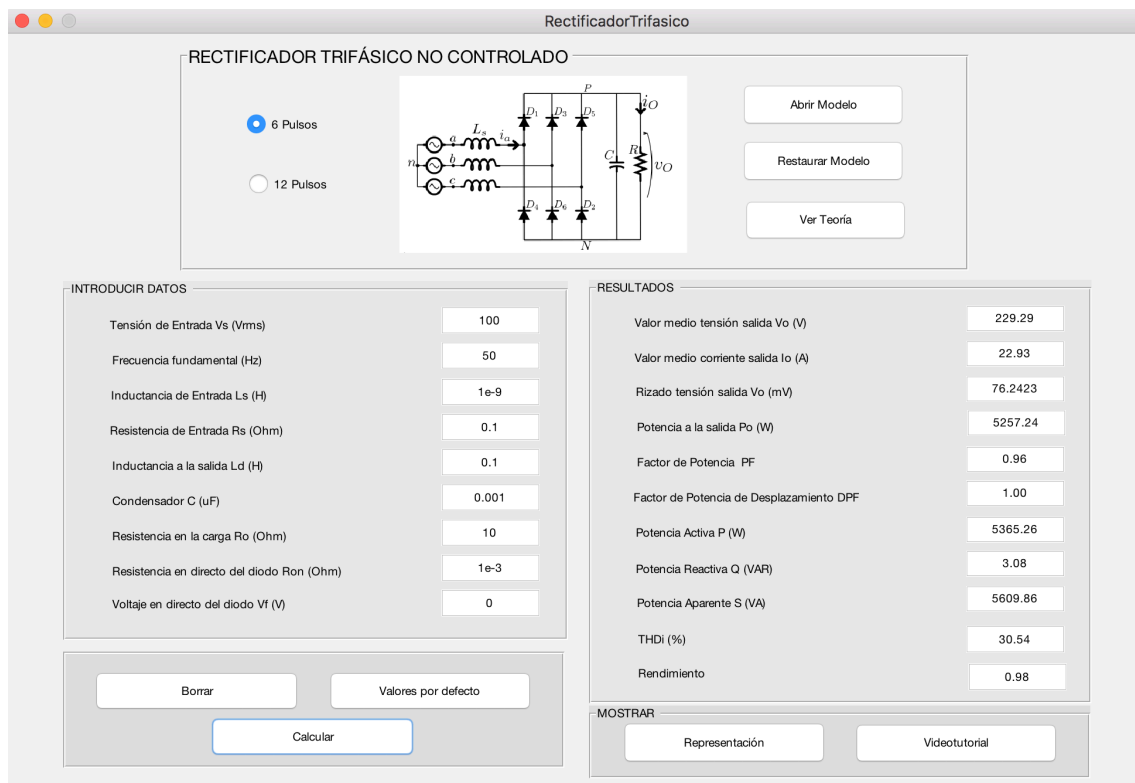 RectificadorTrifasico
RECTIFICADOR TRIFÁSICO NO CONTROLADO
6 Pulsos
12 Pulsos
P
D1 D3 D5
iO
Ls
a
ia
n
b
c
C
R
vO
D4 D6 D2
N
Abrir Modelo
Restaurar Modelo
Ver Teoría
INTRODUCIR DATOS
Tensión de Entrada Vs (Vrms) 100
Frecuencia fundamental (Hz) 50
Inductancia de Entrada Ls (H) 1e-9
Resistencia de Entrada Rs (Ohm) 0.1
Inductancia a la salida Ld (H) 0.1
Condensador C (uF) 0.001
Resistencia en la carga Ro (Ohm) 10
Resistencia en directo del diodo Ron (Ohm) 1e-3
Voltaje en directo del diodo Vf (V) 0
Borrar
Valores por defecto
Calcular
RESULTADOS
Valor medio tensión salida Vo (V) 229.29
Valor medio corriente salida Io (A) 22.93
Rizado tensión salida Vo (mV) 76.2423
Potencia a la salida Po (W) 5257.24
Factor de Potencia PF 0.96
Factor de Potencia de Desplazamiento DPF 1.00
Potencia Activa P (W) 5365.26
Potencia Reactiva Q (VAR) 3.08
Potencia Aparente S (VA) 5609.86
THDi (%) 30.54
Rendimiento 0.98
MOSTRAR
Representación
Videotutorial